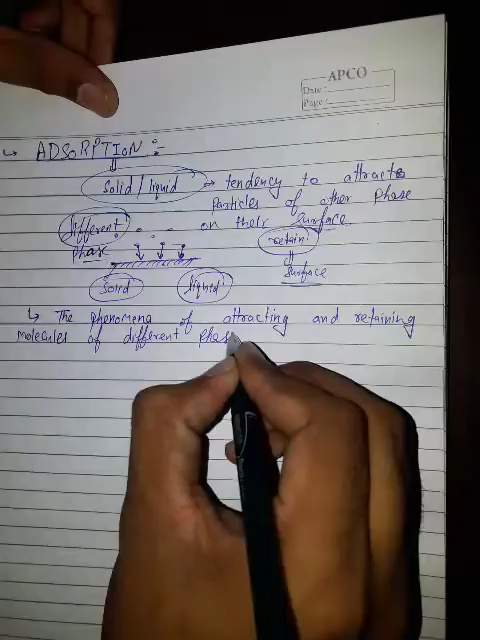 APCO
Date:
Page:
↳ ADSORPTION :-
⇓
Solid/liquid → tendency to attracts
Particles of other Phase
on their Surface
different
Phase
retain
⇓
Surface
Solid liquid
↳ The phenomena of attracting and retaining
molecules of different Phas